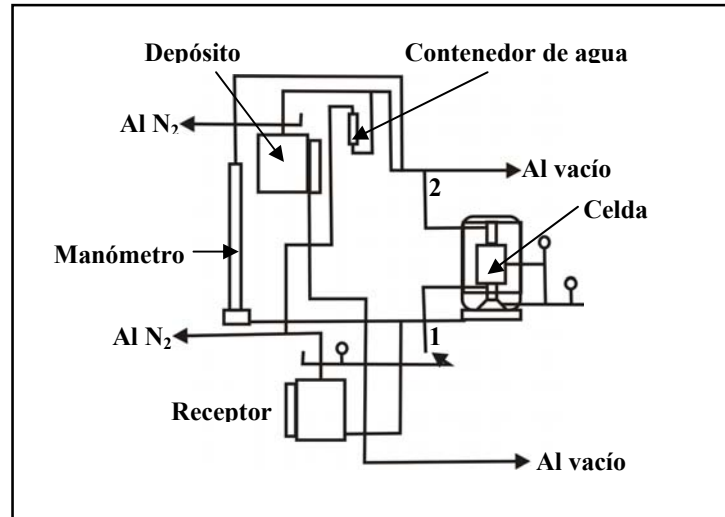 Depósito
Contenedor de agua
Al N₂
Al vacío
2
Celda
Manómetro
Al N₂
1
Receptor
Al vacío